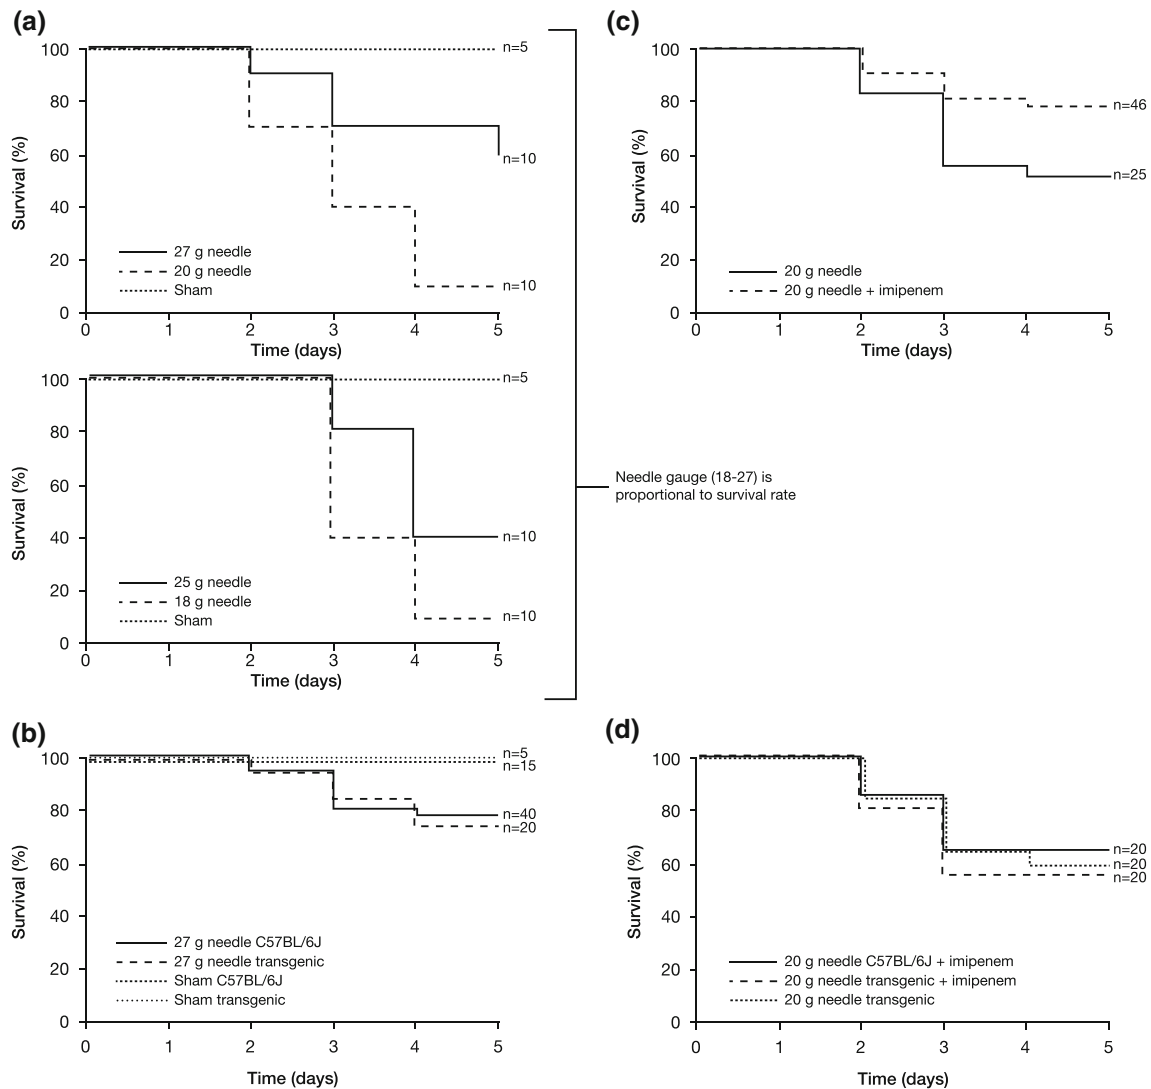 (a)
100
80
60
40
20
0
Survival (%)
n=5
n=10
n=10
27 g needle
20 g needle
Sham
0 1 2 3 4 5
Time (days)
100
80
60
40
20
0
Survival (%)
n=5
n=10
n=10
25 g needle
18 g needle
Sham
0 1 2 3 4 5
Time (days)
Needle gauge (18-27) is
proportional to survival rate
(b)
100
80
60
40
20
0
Survival (%)
n=5
n=15
n=40
n=20
27 g needle C57BL/6J
27 g needle transgenic
Sham C57BL/6J
Sham transgenic
0 1 2 3 4 5
Time (days)
(c)
100
80
60
40
20
0
Survival (%)
n=46
n=25
20 g needle
20 g needle + imipenem
0 1 2 3 4 5
Time (days)
(d)
100
80
60
40
20
0
Survival (%)
n=20
n=20
n=20
20 g needle C57BL/6J + imipenem
20 g needle transgenic + imipenem
20 g needle transgenic
0 1 2 3 4 5
Time (days)